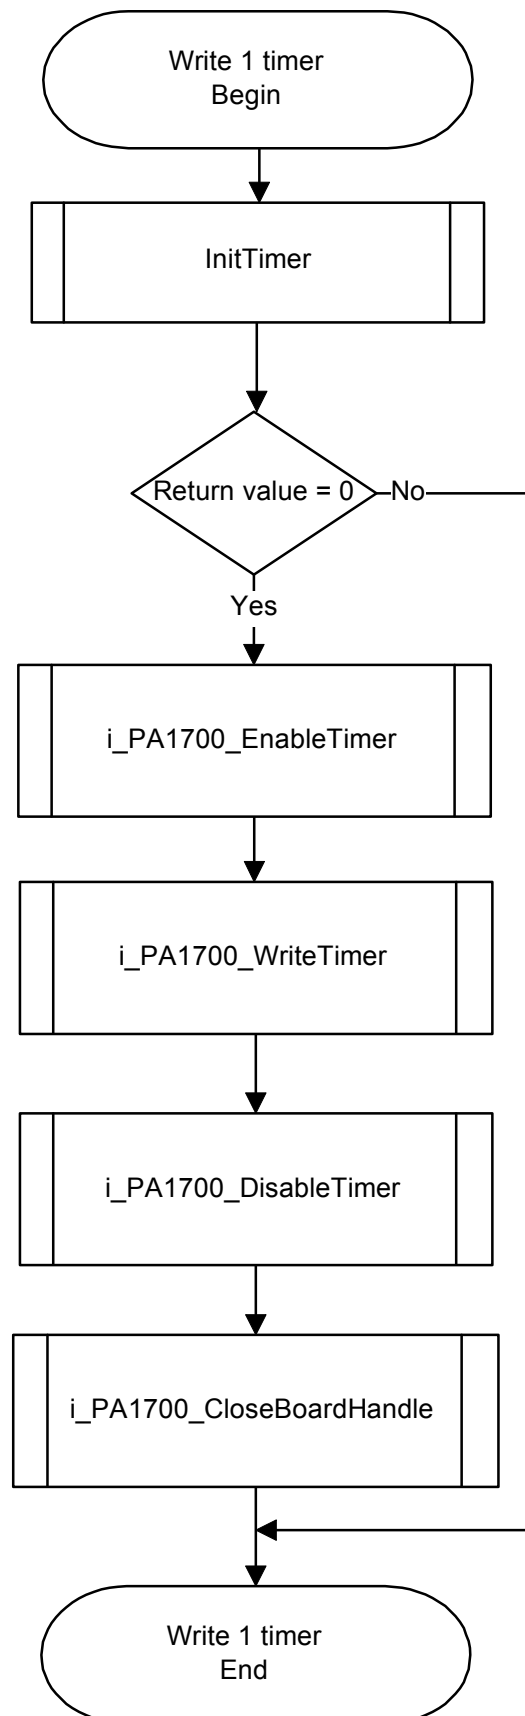 Write 1 timer
Begin
InitTimer
Return value = 0
No
Yes
i_PA1700_EnableTimer
i_PA1700_WriteTimer
i_PA1700_DisableTimer
i_PA1700_CloseBoardHandle
Write 1 timer
End